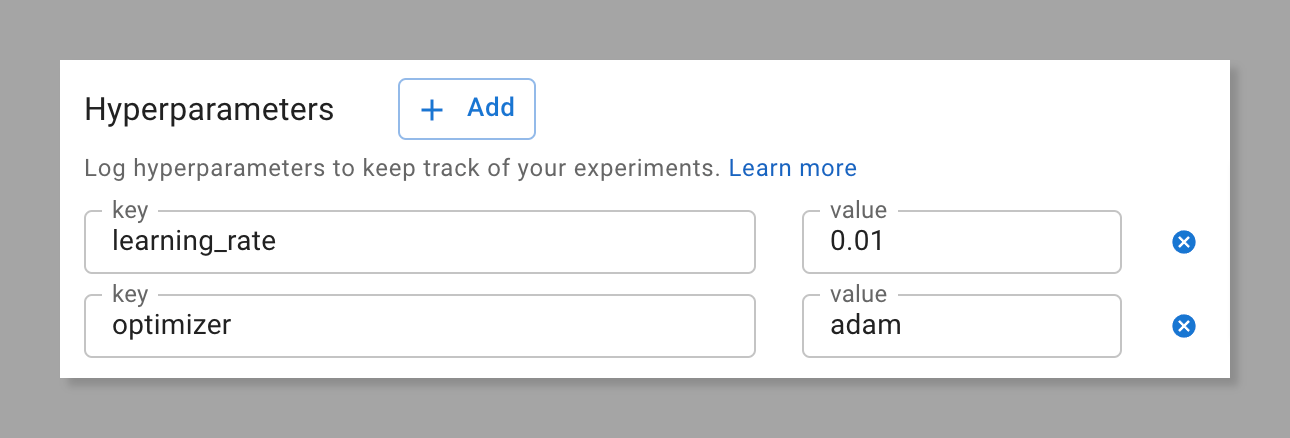 Hyperparameters
+ Add
Log hyperparameters to keep track of your experiments. Learn more
key value
learning_rate 0.01
key value
optimizer adam